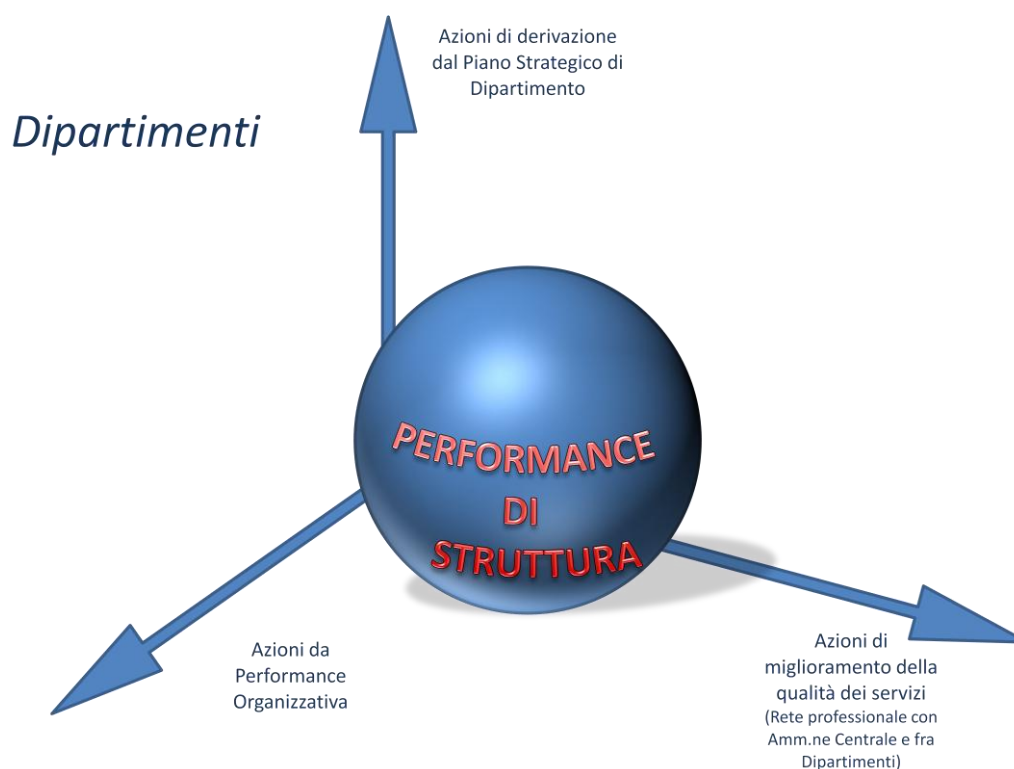 Azioni di derivazione
dal Piano Strategico di
Dipartimento
Dipartimenti
PERFORMANCE
DI
STRUTTURA
Azioni da
Performance
Organizzativa
Azioni di
miglioramento della
qualità dei servizi
(Rete professionale con
Amm.ne Centrale e fra
Dipartimenti)